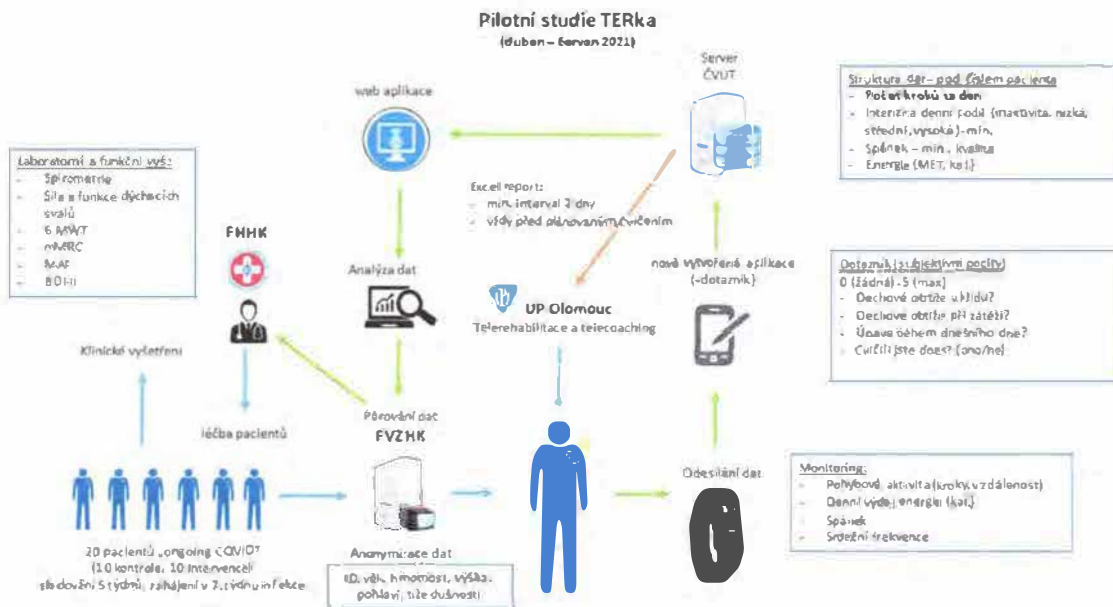 Pilotní studie TERka
(duben – červen 2021)
Server
ČVUT
web aplikace
Struktura dat – pod číslem pacienta
- Počet kroků za den
- Intenzita denní podíl (inaktivita, nízká,
střední, vysoká) - min.
- Spánek – min., kvalita
- Energie (MET, kal.)
Laboratorní a funkční vyš.:
- Spirometrie
- Síla a funkce dýchacích
svalů
- 6 MWT
- mMRC
- MAF
- BDI-II
Excell report:
- min. interval 2 dny
- vždy před plánovaným cvičením
FNHK
Analýza dat
nově vytvořená aplikace
(-dotazník)
Dotazník (subjektivní pocity)
0 (žádná) - 5 (max)
- Dechové obtíže v klidu?
- Dechové obtíže při zátěži?
- Únava během dnešního dne?
- Cvičili jste dnes? (ano/ne)
UP Olomouc
Telerehabilitace a telecoaching
Klinické vyšetření
léčba pacientů
Párování dat
FVZHK
Odesílání dat
Monitoring:
- Pohybová aktivita (kroky, vzdálenost)
- Denní výdej energie (kal.)
- Spánek
- Srdeční frekvence
20 pacientů „ongoing COVID“
(10 kontrole, 10 intervence)
sledování 5 týdnů, zahájení v 7. týdnu infekce
Anonymizace dat
ID, věk, hmotnost, výška,
pohlaví, tíže dušnosti